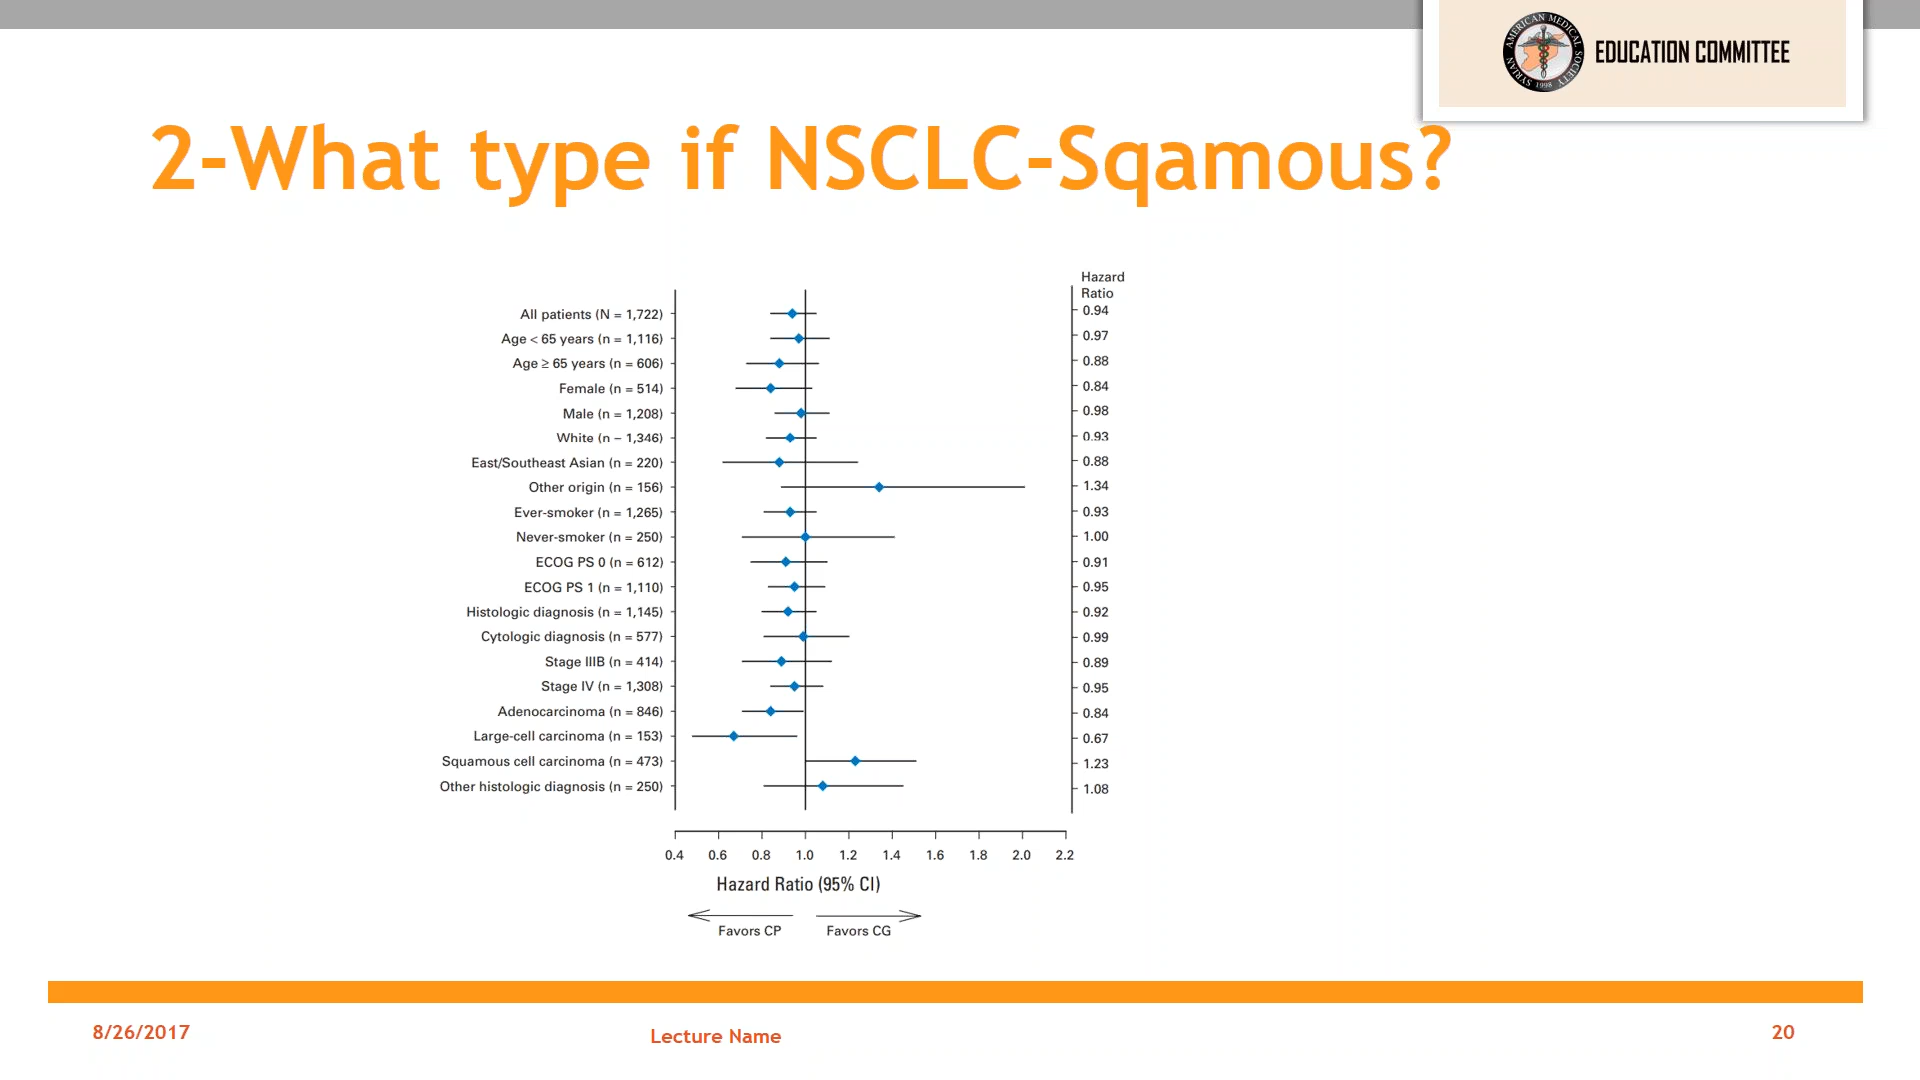 SYRIAN AMERICAN MEDICAL SOCIETY
1998
EDUCATION COMMITTEE
2-What type if NSCLC-Sqamous?
Hazard
Ratio
All patients (N = 1,722) 0.94
Age < 65 years (n = 1,116) 0.97
Age ≥ 65 years (n = 606) 0.88
Female (n = 514) 0.84
Male (n = 1,208) 0.98
White (n – 1,346) 0.93
East/Southeast Asian (n = 220) 0.88
Other origin (n = 156) 1.34
Ever-smoker (n = 1,265) 0.93
Never-smoker (n = 250) 1.00
ECOG PS 0 (n = 612) 0.91
ECOG PS 1 (n = 1,110) 0.95
Histologic diagnosis (n = 1,145) 0.92
Cytologic diagnosis (n = 577) 0.99
Stage IIIB (n = 414) 0.89
Stage IV (n = 1,308) 0.95
Adenocarcinoma (n = 846) 0.84
Large-cell carcinoma (n = 153) 0.67
Squamous cell carcinoma (n = 473) 1.23
Other histologic diagnosis (n = 250) 1.08
0.4 0.6 0.8 1.0 1.2 1.4 1.6 1.8 2.0 2.2
Hazard Ratio (95% CI)
Favors CP Favors CG
8/26/2017 Lecture Name 20